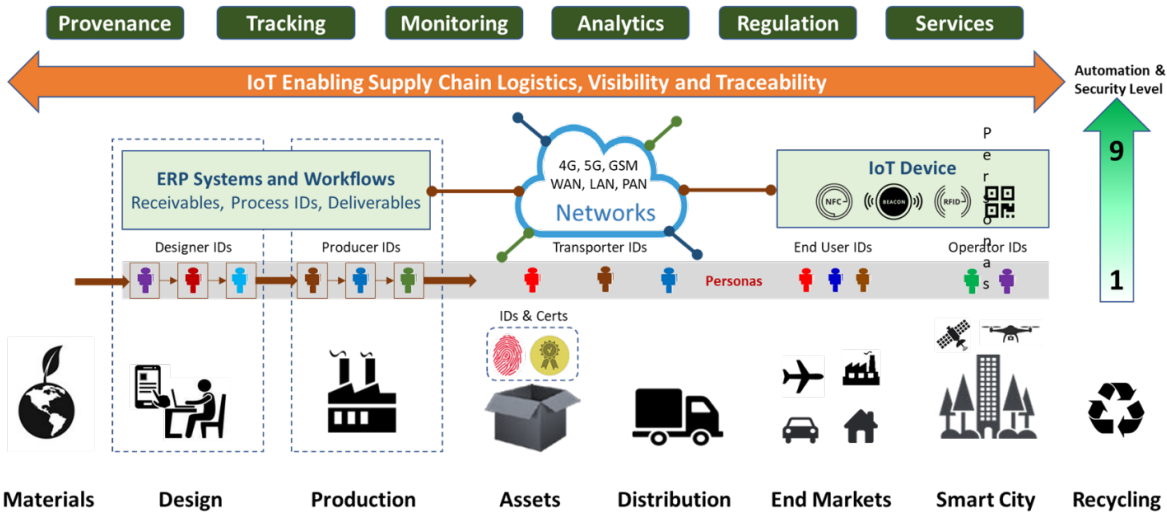 Provenance
Tracking
Monitoring
Analytics
Regulation
Services
IoT Enabling Supply Chain Logistics, Visibility and Traceability
Automation &
Security Level
ERP Systems and Workflows
Receivables, Process IDs, Deliverables
4G, 5G, GSM
WAN, LAN, PAN
Networks
IoT Device
NFC
BEACON
RFID
Personas
9
1
Designer IDs
Producer IDs
Transporter IDs
End User IDs
Operator IDs
Personas
IDs & Certs
Materials
Design
Production
Assets
Distribution
End Markets
Smart City
Recycling